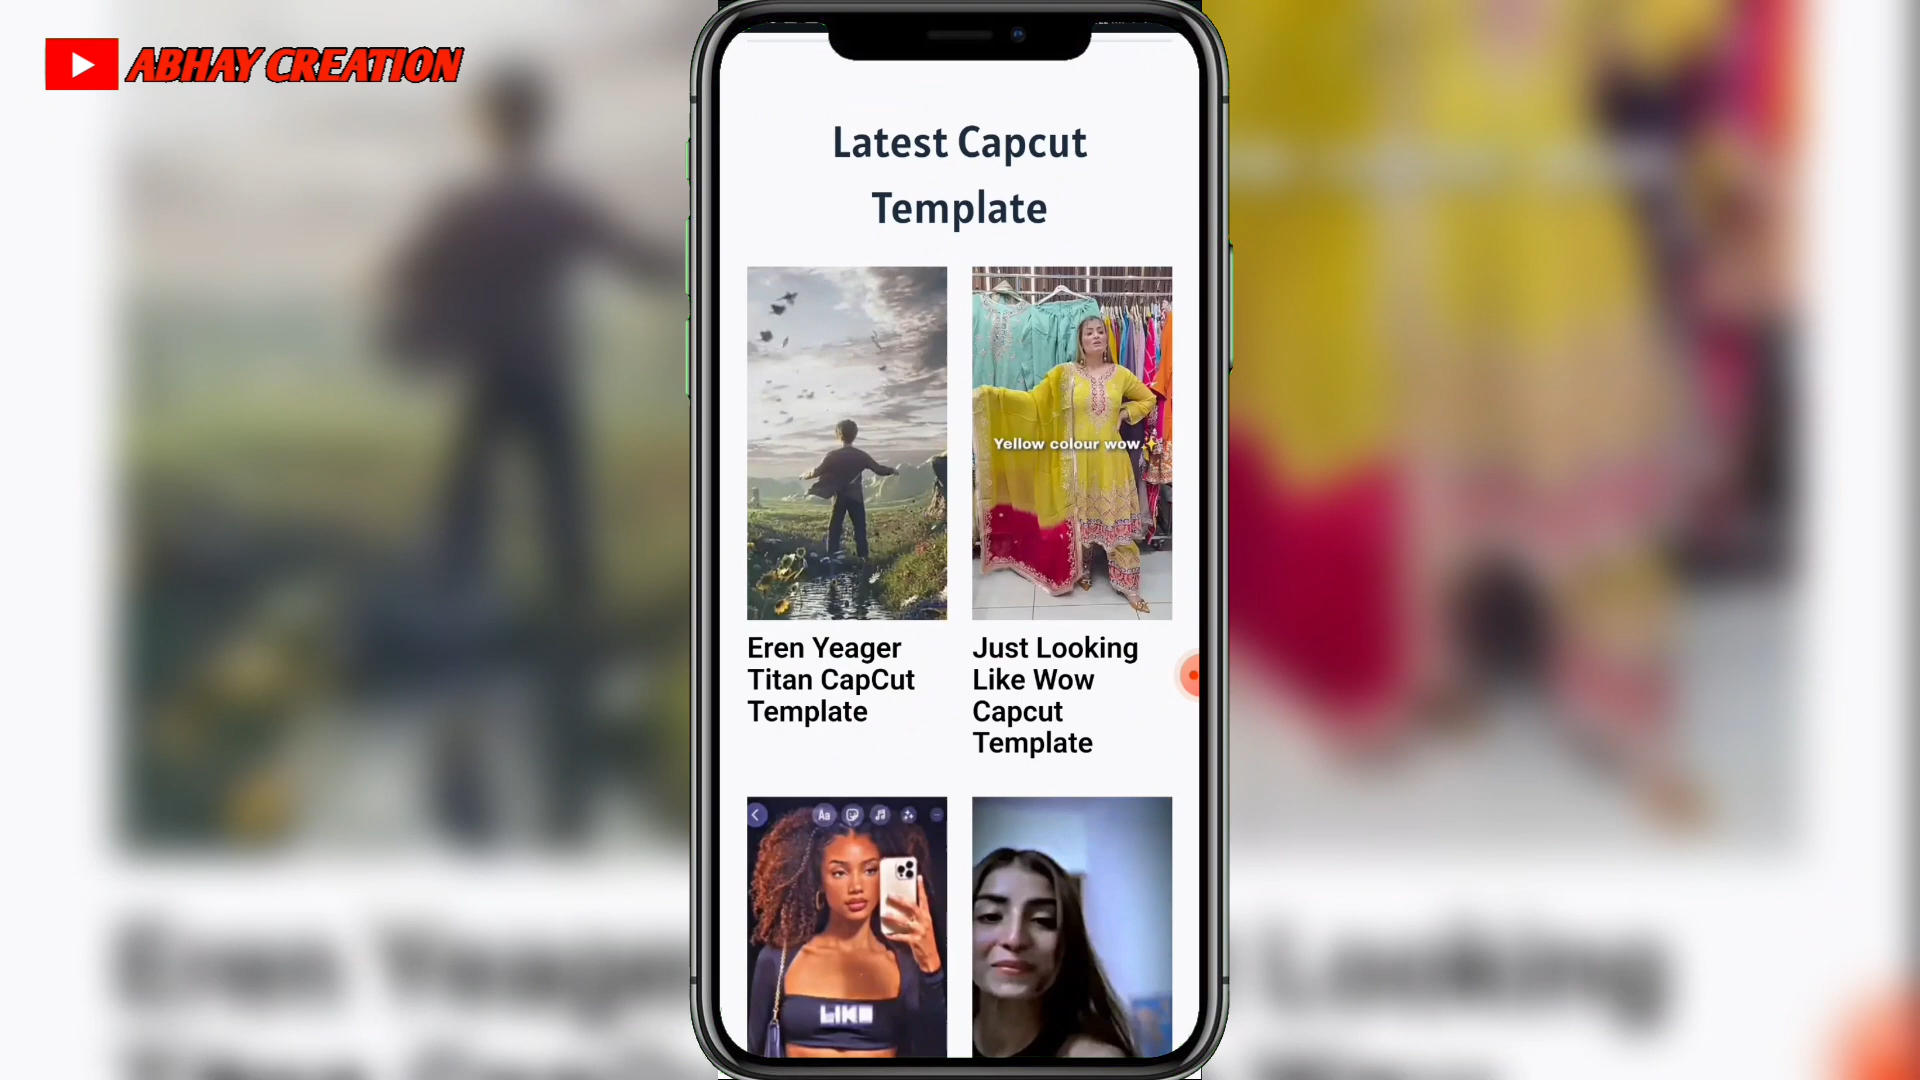 ABHAY CREATION
Latest Capcut
Template
Yellow colour wow
Eren Yeager
Titan CapCut
Template
Just Looking
Like Wow
Capcut
Template
Aa